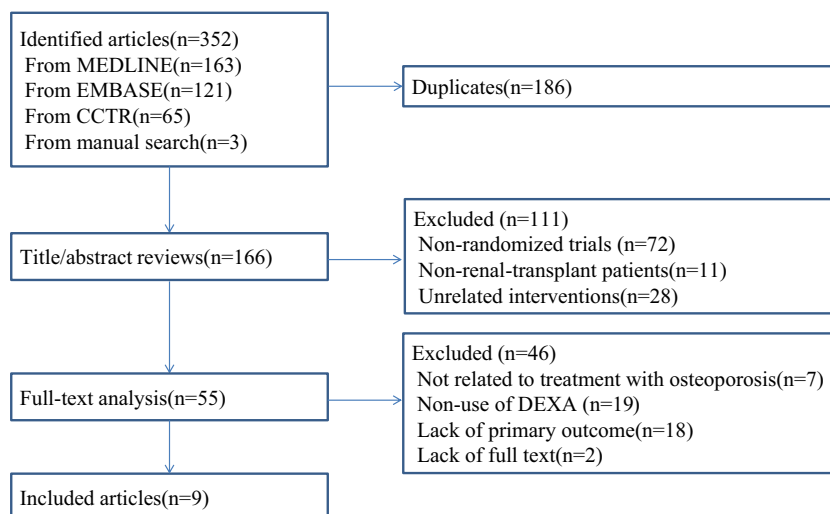 Identified articles(n=352)
From MEDLINE(n=163)
From EMBASE(n=121)
From CCTR(n=65)
From manual search(n=3)
Duplicates(n=186)
Title/abstract reviews(n=166)
Excluded (n=111)
Non-randomized trials (n=72)
Non-renal-transplant patients(n=11)
Unrelated interventions(n=28)
Full-text analysis(n=55)
Excluded (n=46)
Not related to treatment with osteoporosis(n=7)
Non-use of DEXA (n=19)
Lack of primary outcome(n=18)
Lack of full text(n=2)
Included articles(n=9)